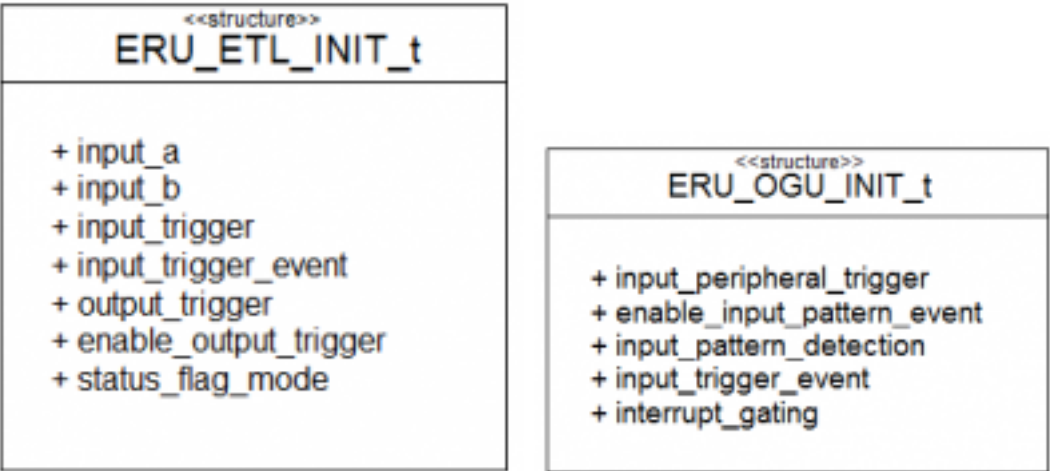 <<structure>>
ERU_ETL_INIT_t
+ input_a
+ input_b
+ input_trigger
+ input_trigger_event
+ output_trigger
+ enable_output_trigger
+ status_flag_mode
<<structure>>
ERU_OGU_INIT_t
+ input_peripheral_trigger
+ enable_input_pattern_event
+ input_pattern_detection
+ input_trigger_event
+ interrupt_gating